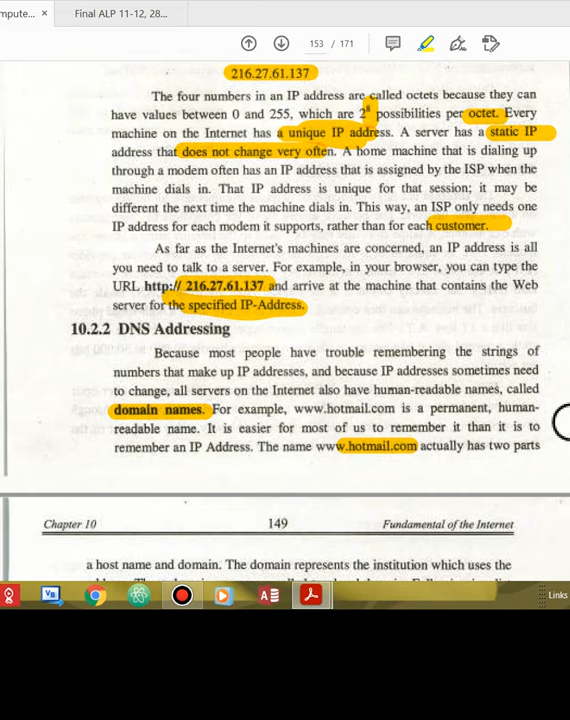 mpute... ×
Final ALP 11-12, 28...
153 / 171
216.27.61.137
The four numbers in an IP address are called octets because they can
have values between 0 and 255, which are 2⁸ possibilities per octet. Every
machine on the Internet has a unique IP address. A server has a static IP
address that does not change very often. A home machine that is dialing up
through a modem often has an IP address that is assigned by the ISP when the
machine dials in. That IP address is unique for that session; it may be
different the next time the machine dials in. This way, an ISP only needs one
IP address for each modem it supports, rather than for each customer.
As far as the Internet's machines are concerned, an IP address is all
you need to talk to a server. For example, in your browser, you can type the
URL http:// 216.27.61.137 and arrive at the machine that contains the Web
server for the specified IP-Address.
10.2.2 DNS Addressing
Because most people have trouble remembering the strings of
numbers that make up IP addresses, and because IP addresses sometimes need
to change, all servers on the Internet also have human-readable names, called
domain names. For example, www.hotmail.com is a permanent, human-
readable name. It is easier for most of us to remember it than it is to
remember an IP Address. The name www.hotmail.com actually has two parts
Chapter 10 149 Fundamental of the Internet
a host name and domain. The domain represents the institution which uses the
Links